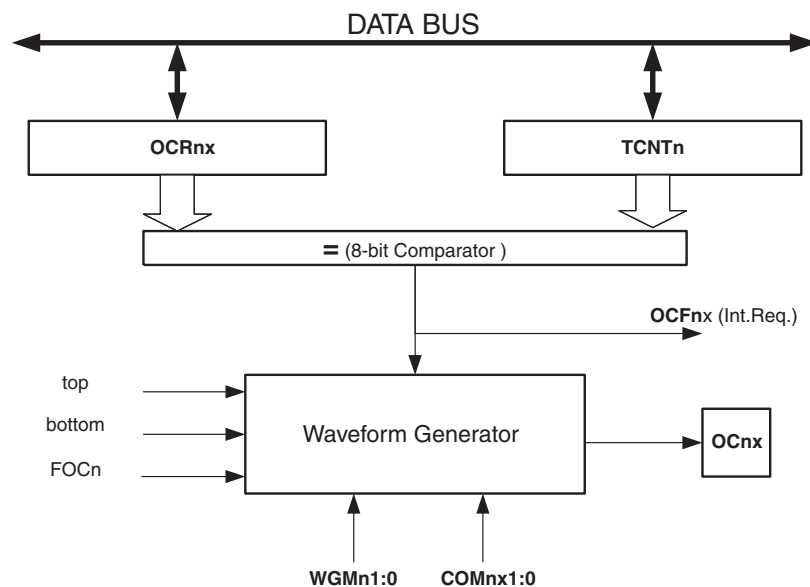 DATA BUS
OCRnx
TCNTn
= (8-bit Comparator )
OCFnx (Int.Req.)
top
bottom
FOCn
Waveform Generator
OCnx
WGMn1:0
COMnx1:0